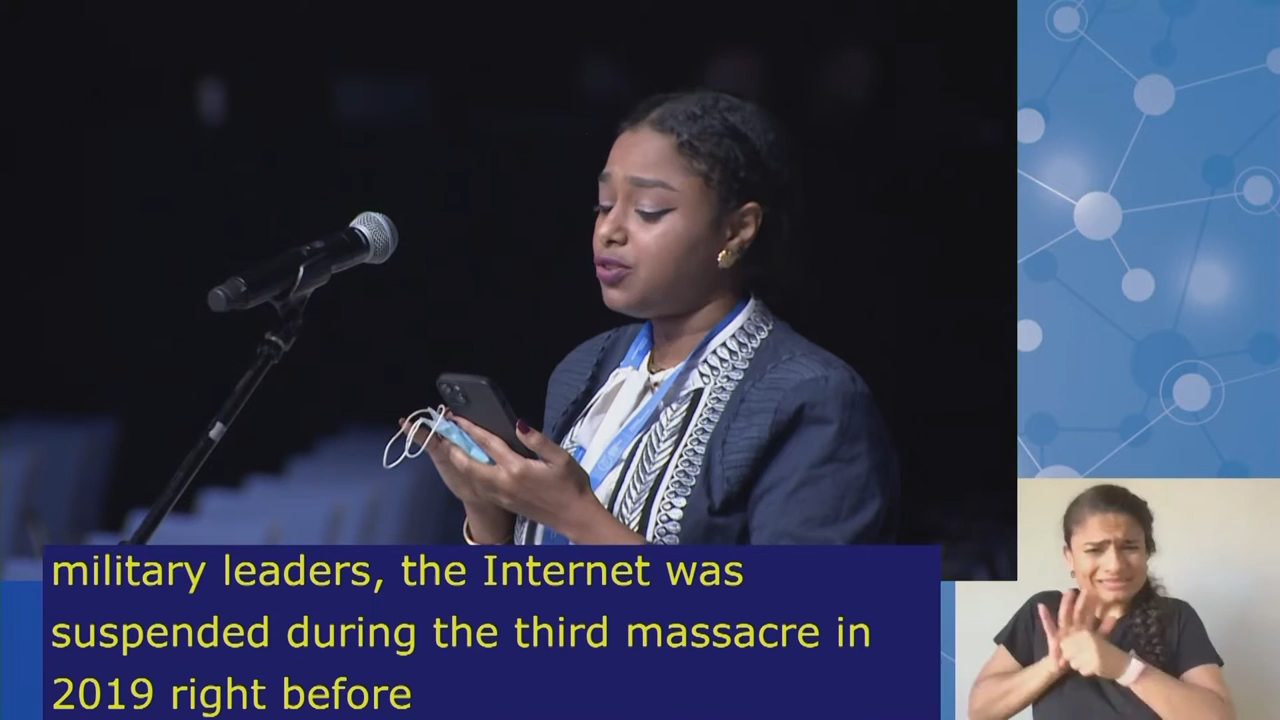 military leaders, the Internet was
suspended during the third massacre in
2019 right before